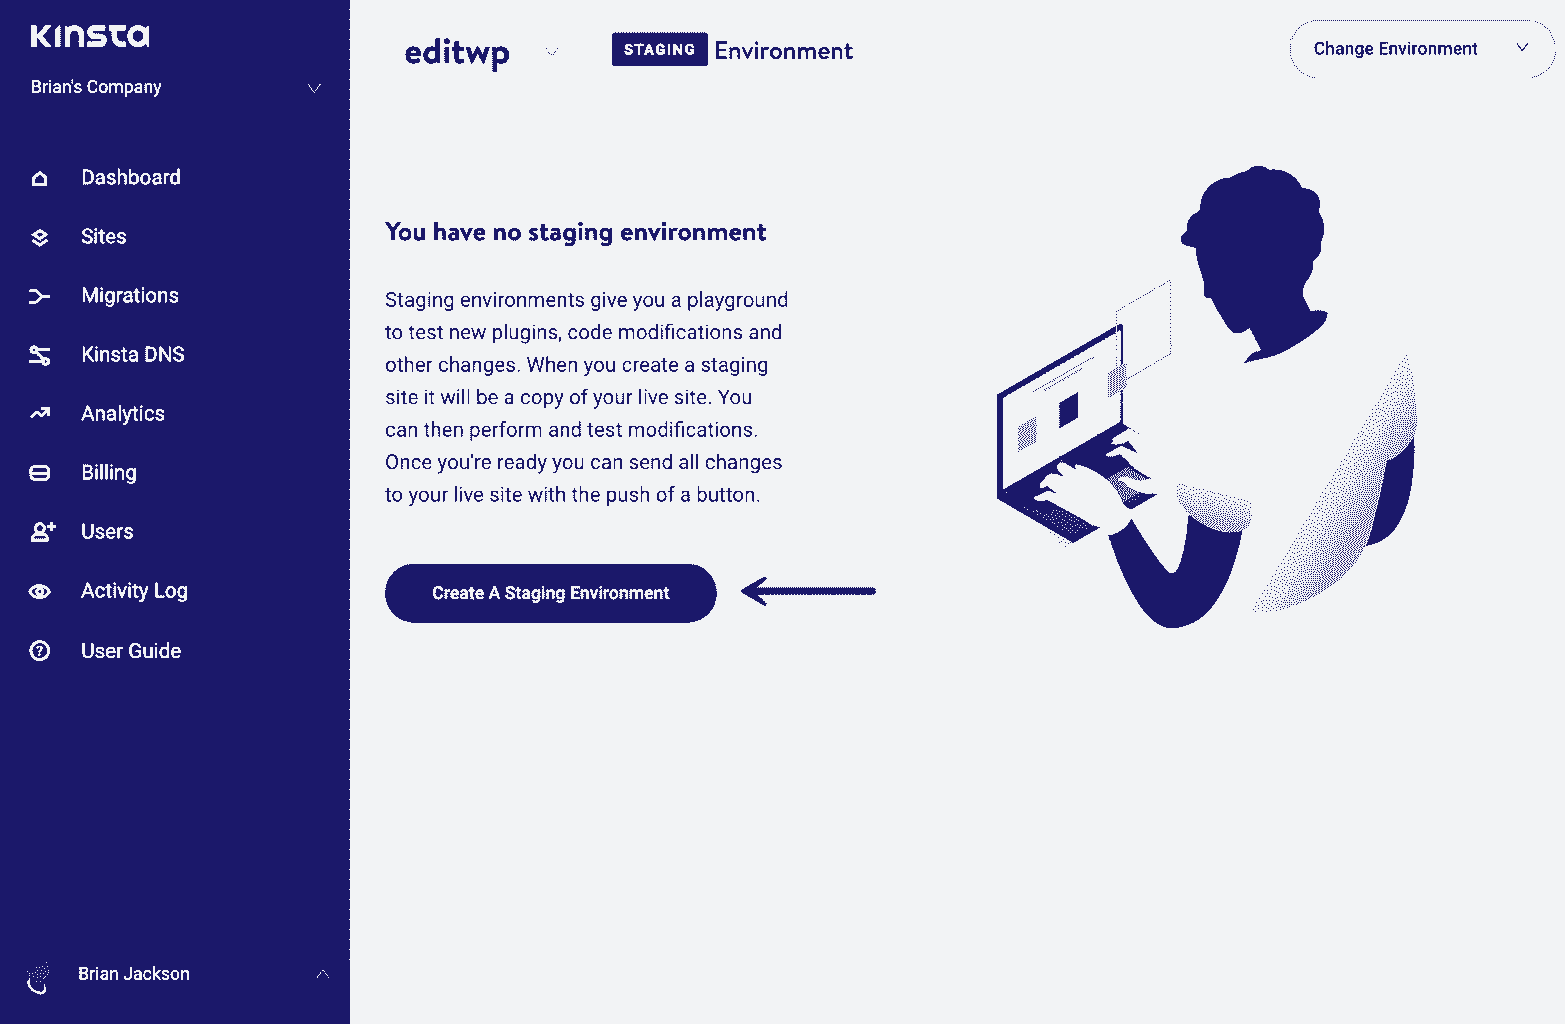 Kinsta
Brian's Company
Dashboard
Sites
Migrations
Kinsta DNS
Analytics
Billing
Users
Activity Log
User Guide
Brian Jackson
editwp
STAGING Environment
Change Environment
You have no staging environment
Staging environments give you a playground
to test new plugins, code modifications and
other changes. When you create a staging
site it will be a copy of your live site. You
can then perform and test modifications.
Once you're ready you can send all changes
to your live site with the push of a button.
Create A Staging Environment